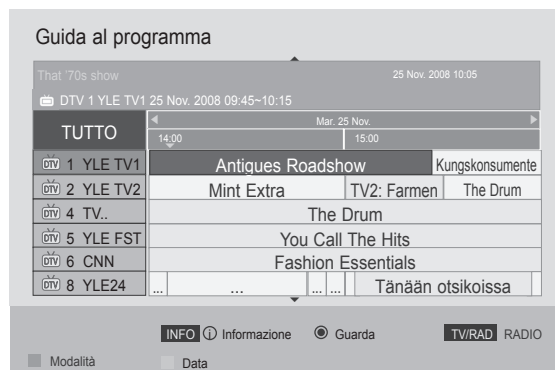 Guida al programma
That '70s show 25 Nov. 2008 10:05
DTV 1 YLE TV1 25 Nov. 2008 09:45~10:15
TUTTO Mar. 25 Nov.
14:00 15:00
DTV 1 YLE TV1 Antigues Roadshow Kungskonsumente
DTV 2 YLE TV2 Mint Extra TV2: Farmen The Drum
DTV 4 TV.. The Drum
DTV 5 YLE FST You Call The Hits
DTV 6 CNN Fashion Essentials
DTV 8 YLE24 ... ... ... ... Tänään otsikoissa
INFO i Informazione Guarda TV/RAD RADIO
Modalità Data